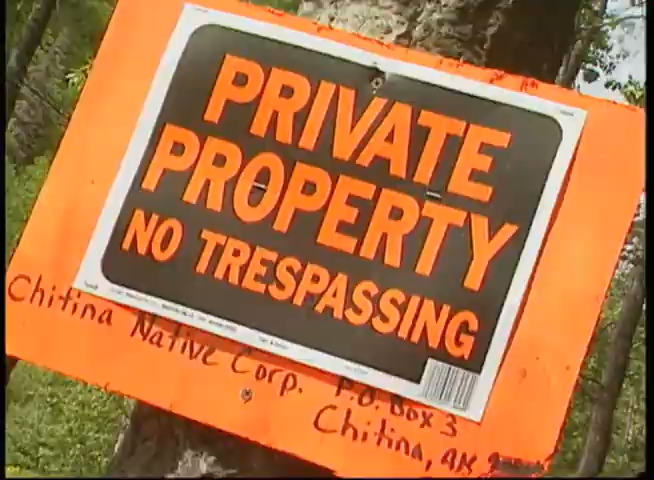 PRIVATE
PROPERTY
NO TRESPASSING
Chitina Native Corp.
P.O. Box 3
Chitina, AK